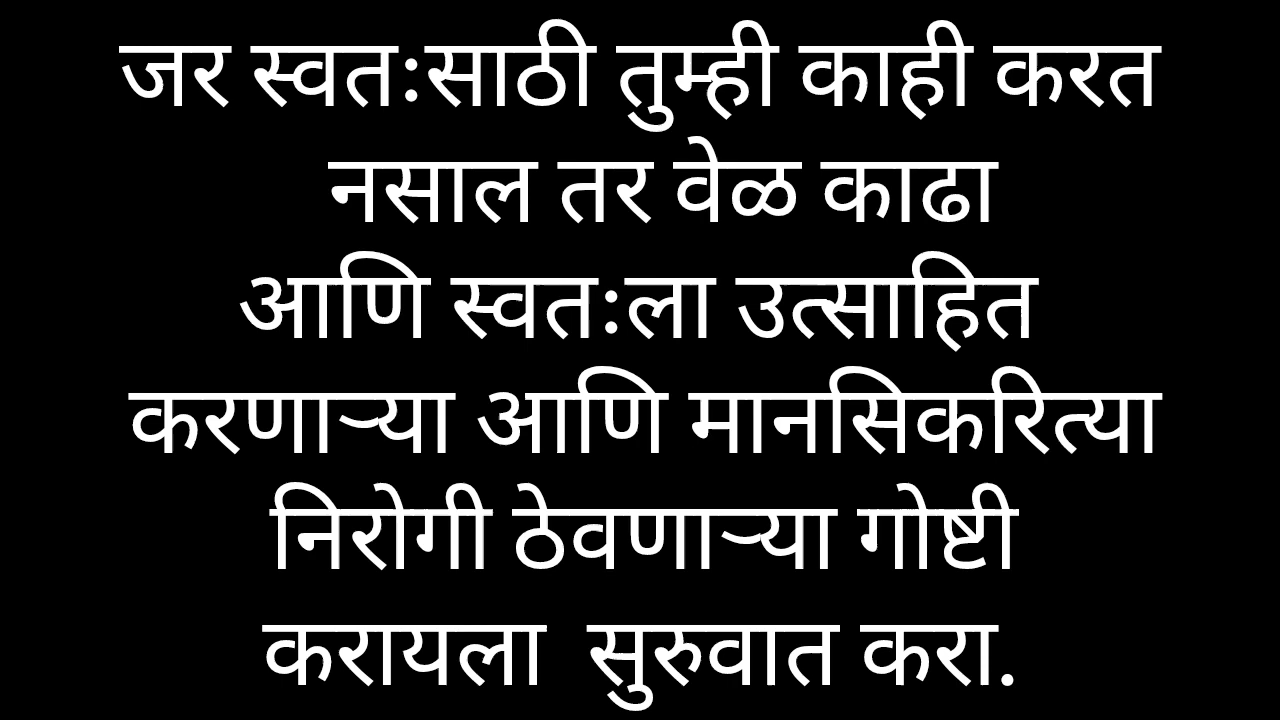 जर स्वतःसाठी तुम्ही काही करत
नसाल तर वेळ काढा
आणि स्वतःला उत्साहित
करणाऱ्या आणि मानसिकरित्या
निरोगी ठेवणाऱ्या गोष्टी
करायला  सुरुवात करा.